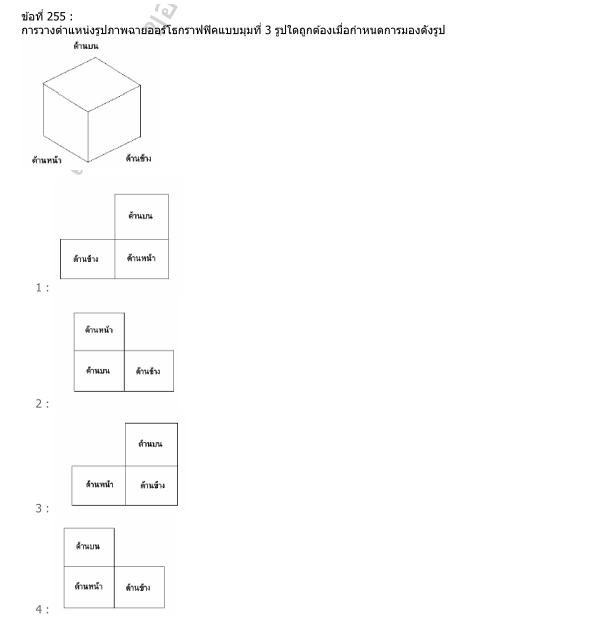 ข้อที่ 255 :
การวางตำแหน่งรูปภาพฉายออร์โธกราฟฟิคแบบมุมที่ 3 รูปใดถูกต้องเมื่อกำหนดการมองดังรูป
ด้านบน
ด้านหน้า ด้านข้าง
ด้านบน
ด้านข้าง ด้านหน้า
1 :
ด้านหน้า
ด้านบน ด้านข้าง
2 :
ด้านบน
ด้านหน้า ด้านข้าง
3 :
ด้านบน
ด้านหน้า ด้านข้าง
4 :